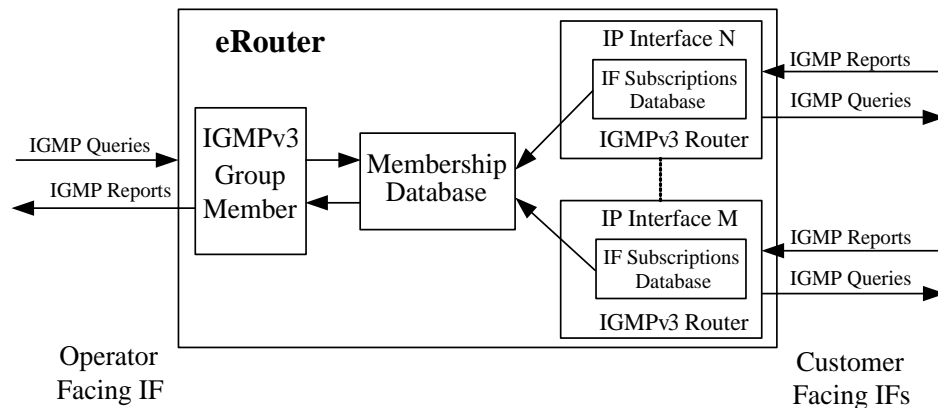 eRouter
IGMP Queries
IGMP Reports
IGMPv3
Group
Member
Membership
Database
IP Interface N
IF Subscriptions
Database
IGMPv3 Router
IGMP Reports
IGMP Queries
IP Interface M
IF Subscriptions
Database
IGMPv3 Router
IGMP Reports
IGMP Queries
Operator
Facing IF
Customer
Facing IFs